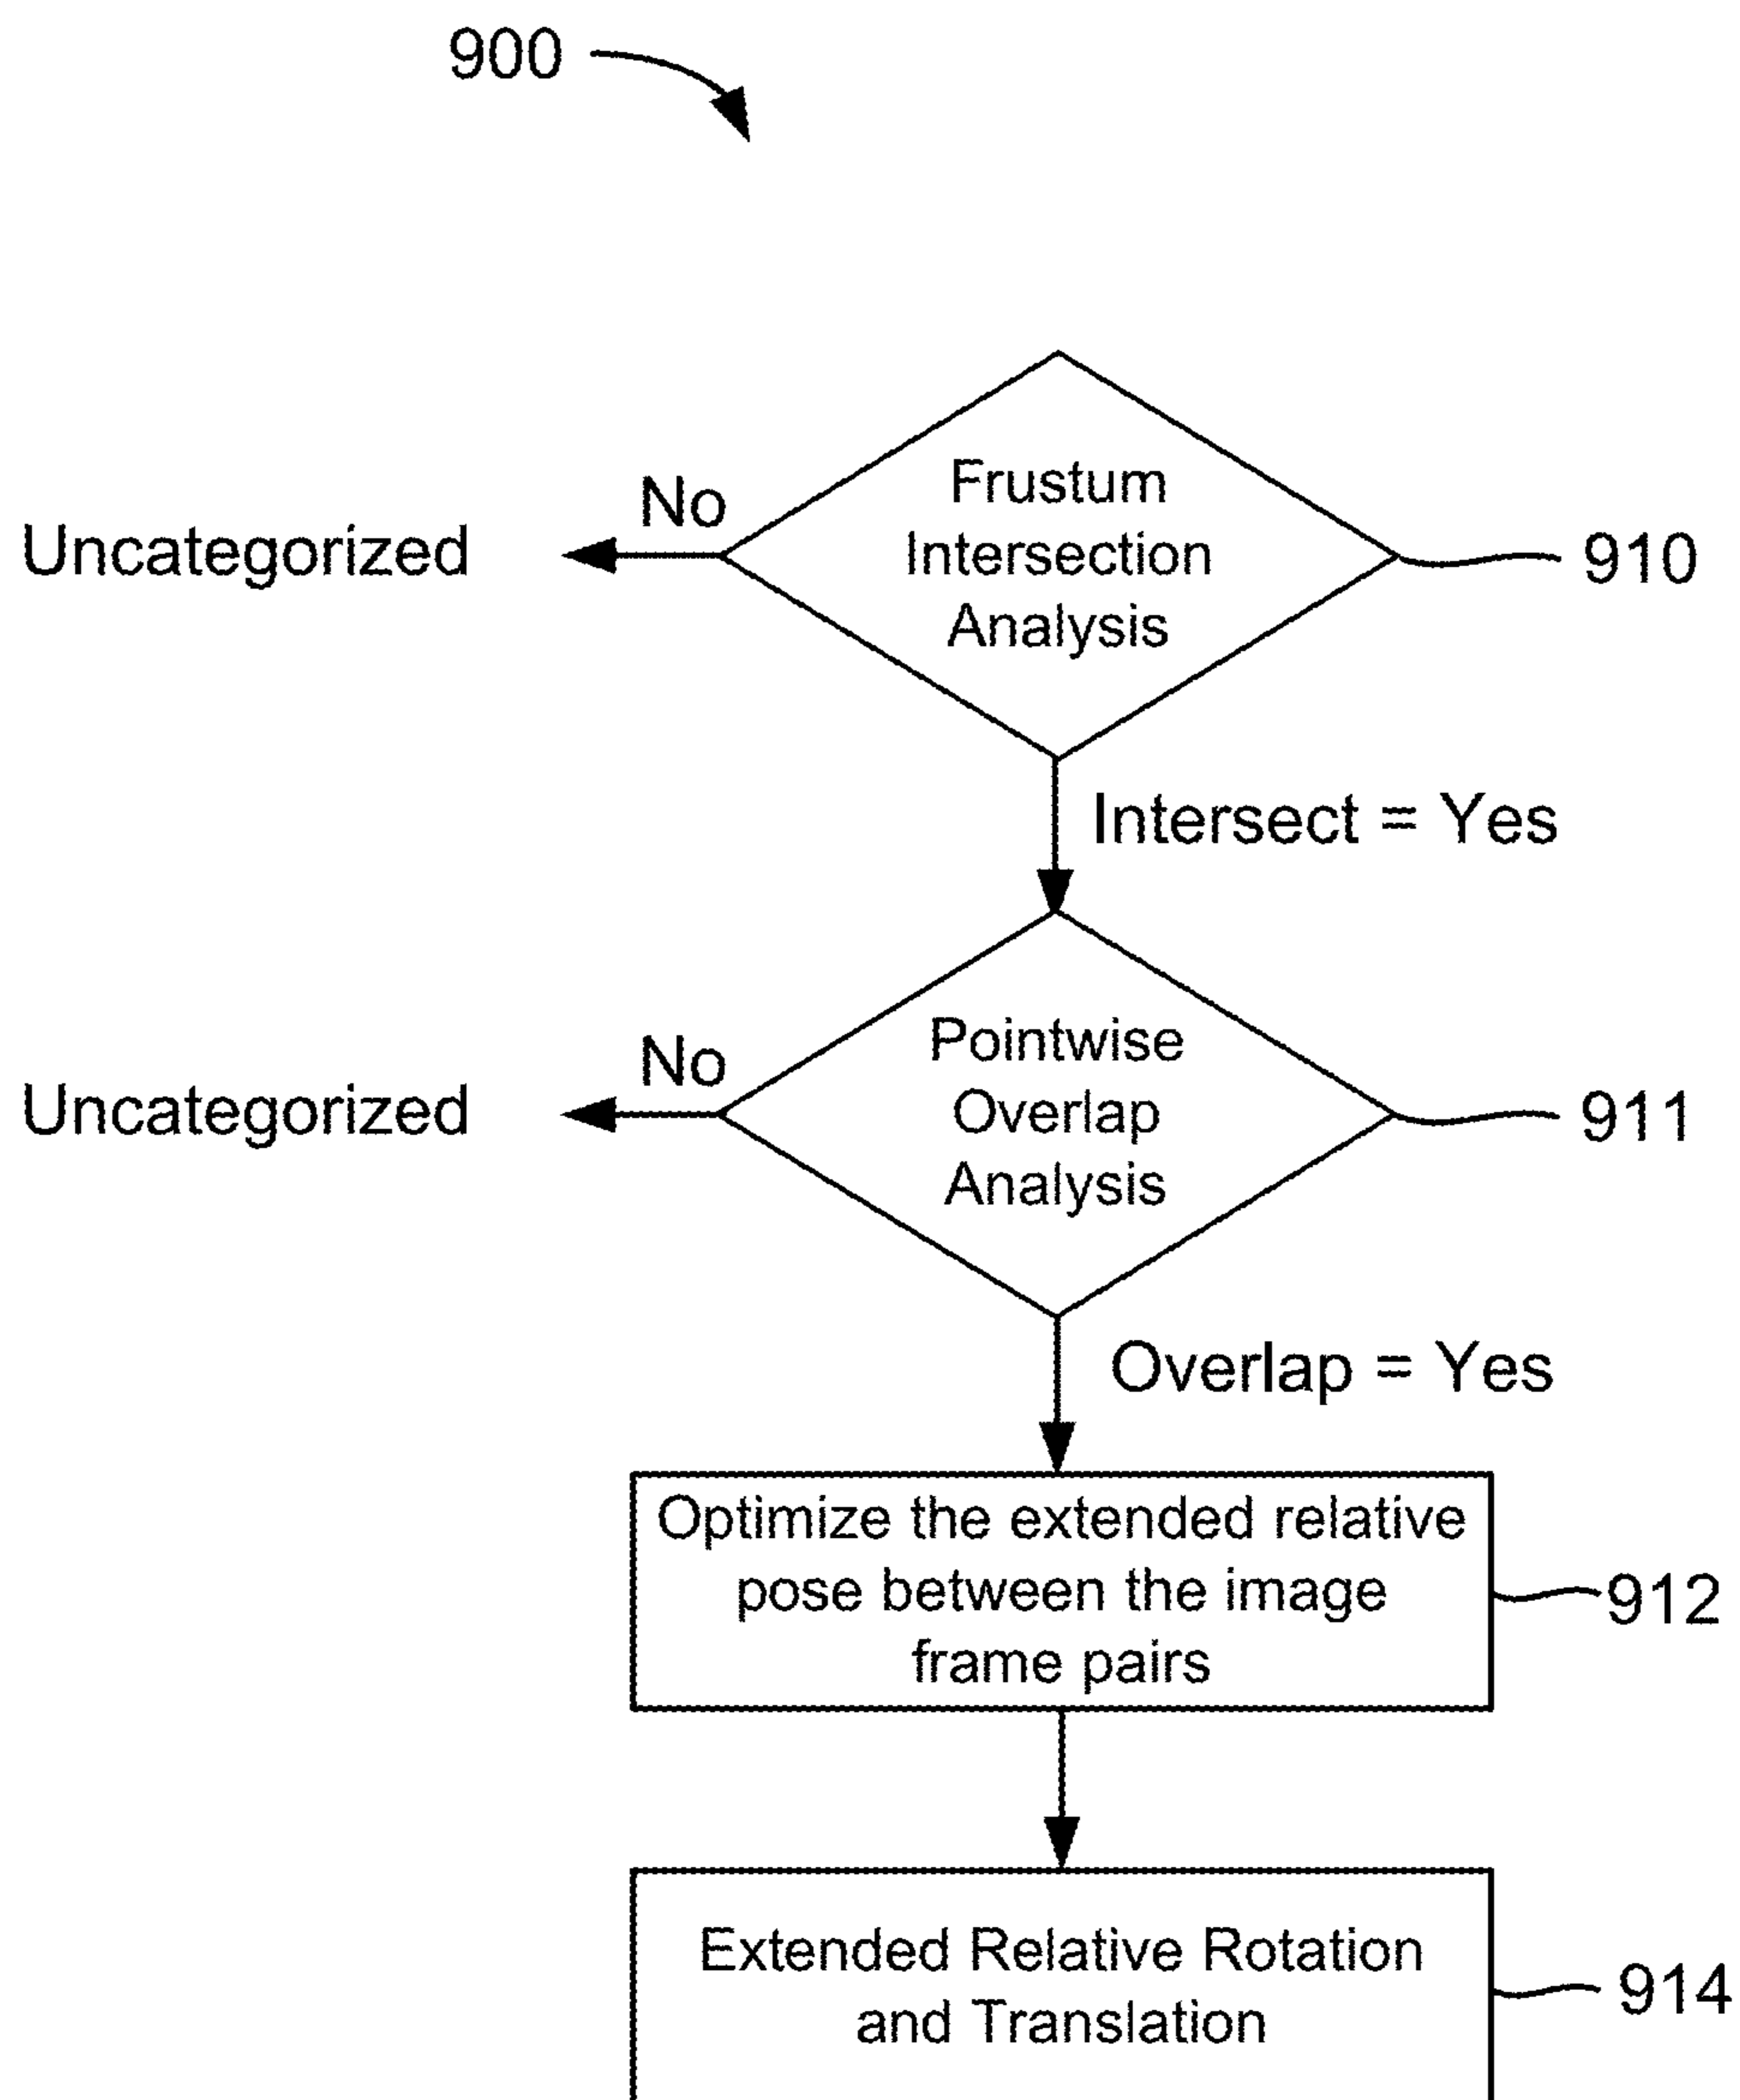 900
Frustum
No
Uncategorized
Intersection
910
Analysis
Intersect = Yes
Pointwise
No
Uncategorized
Overlap
911
Analysis
Overlap = Yes
Optimize the extended relative
pose between the image
912
frame pairs
Extended Relative Rotation
914
and Translation